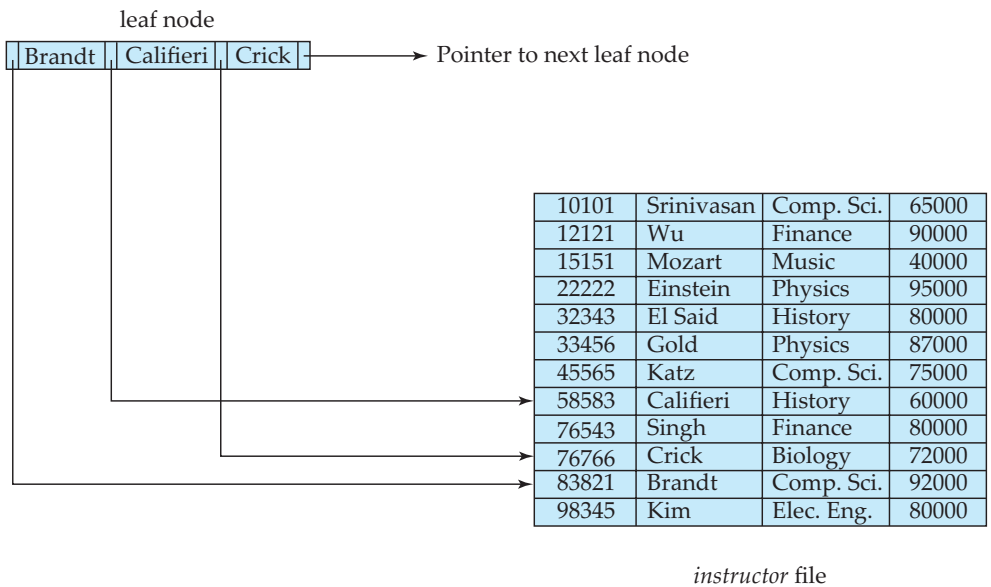 leaf node
Brandt Califieri Crick Pointer to next leaf node
10101 Srinivasan Comp. Sci. 65000
12121 Wu Finance 90000
15151 Mozart Music 40000
22222 Einstein Physics 95000
32343 El Said History 80000
33456 Gold Physics 87000
45565 Katz Comp. Sci. 75000
58583 Califieri History 60000
76543 Singh Finance 80000
76766 Crick Biology 72000
83821 Brandt Comp. Sci. 92000
98345 Kim Elec. Eng. 80000
instructor file